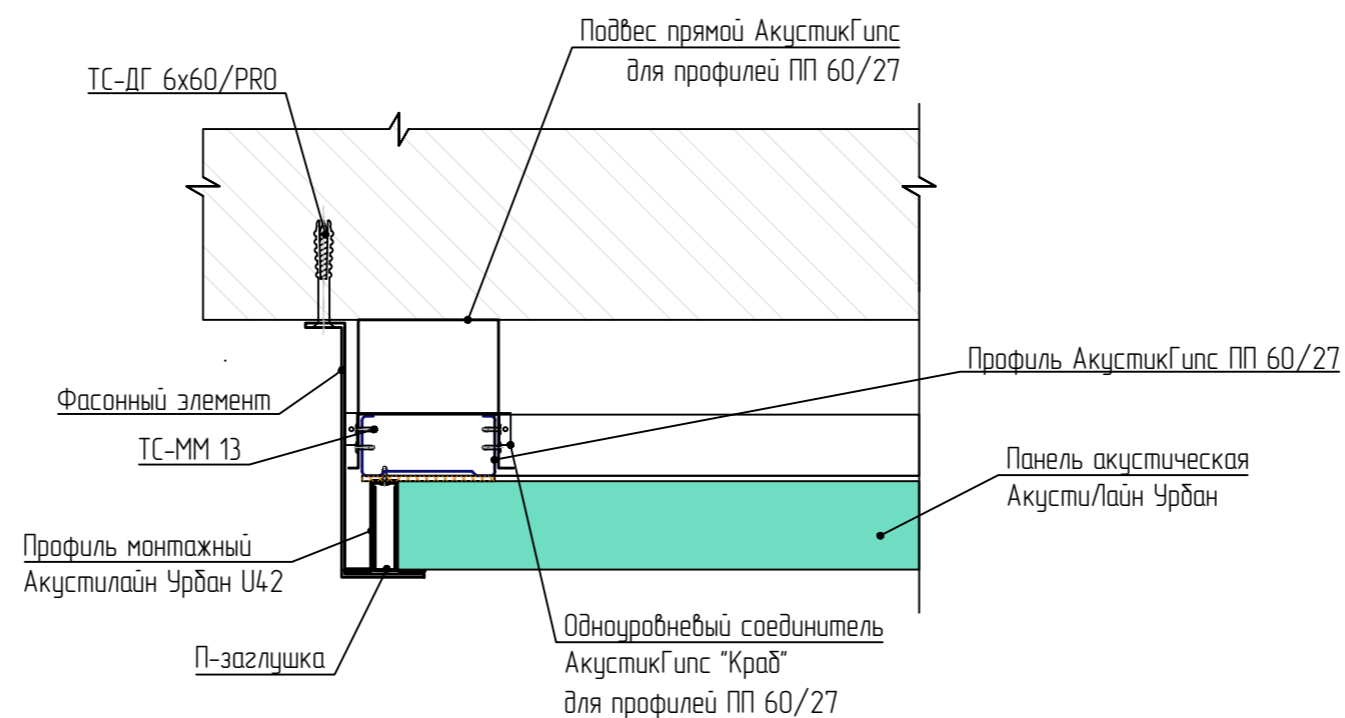 Подвес прямой АкустикГипс
для профилей ПП 60/27
ТС-ДГ 6х60/PRO
Профиль АкустикГипс ПП 60/27
Фасонный элемент
ТС-ММ 13
Панель акустическая
АкустиЛайн Урбан
Профиль монтажный
Акустилайн Урбан U42
Одноуровневый соединитель
АкустикГипс "Краб"
для профилей ПП 60/27
П-заглушка